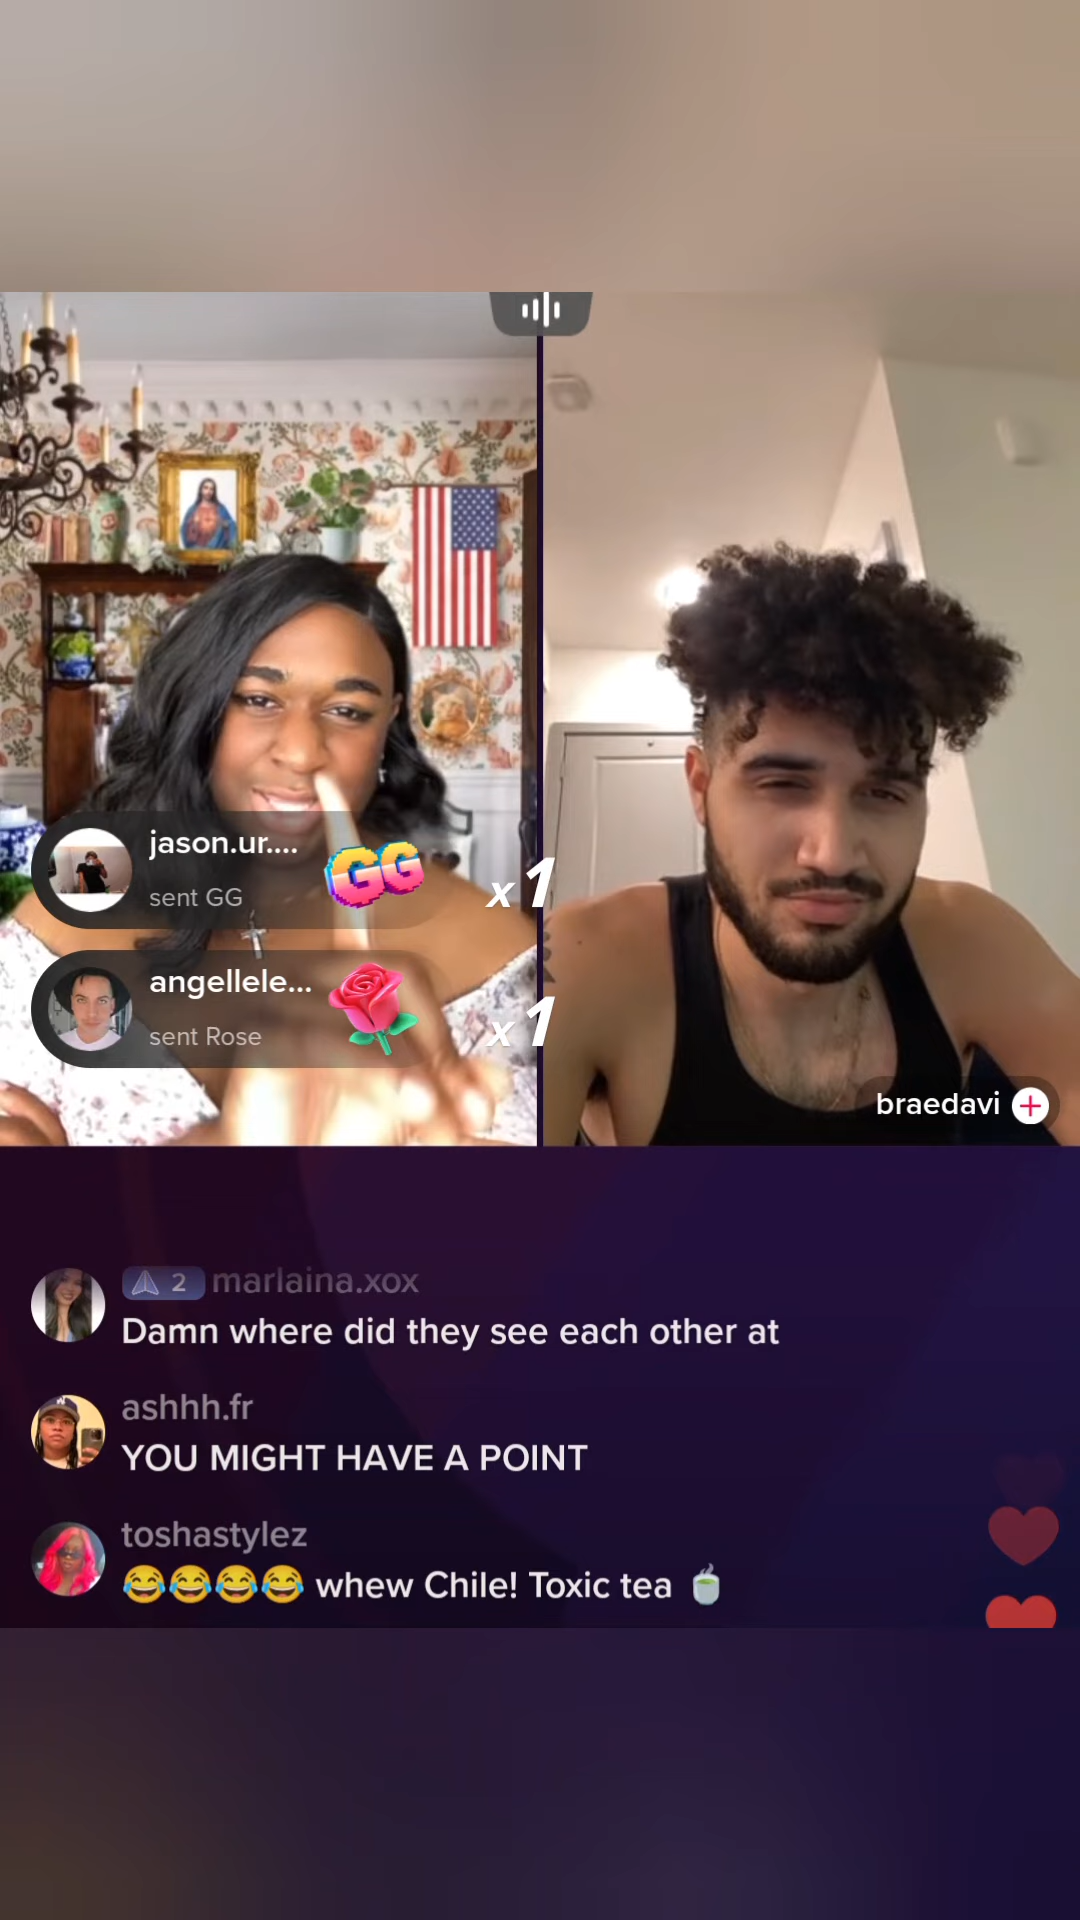 jason.ur....
sent GG
GG
x1
angellele...
sent Rose
x1
braedavi
2 marlaina.xox
Damn where did they see each other at
ashhh.fr
YOU MIGHT HAVE A POINT
toshastylez
😂😂😂😂 whew Chile! Toxic tea 🍵